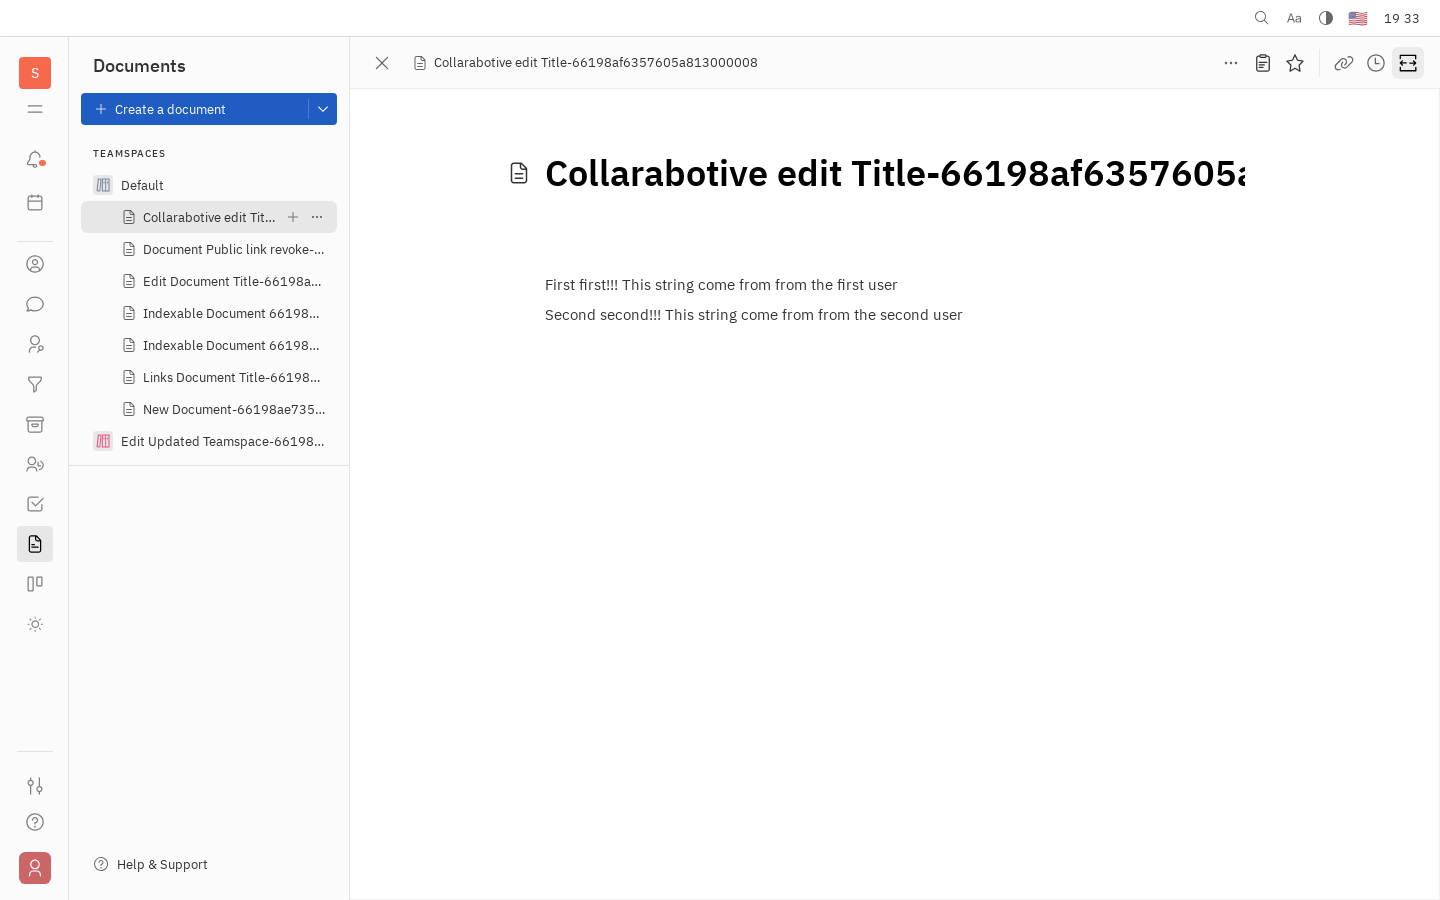 Aa
19 33
S
Documents
Collarabotive edit Title-66198af6357605a813000008
Create a document
TEAMSPACES
Default
Collarabotive edit Tit...
Document Public link revoke-...
Edit Document Title-66198a...
Indexable Document 66198...
Indexable Document 66198...
Links Document Title-66198...
New Document-66198ae735...
Edit Updated Teamspace-66198...
Collarabotive edit Title-66198af6357605a
First first!!! This string come from from the first user
Second second!!! This string come from from the second user
Help & Support